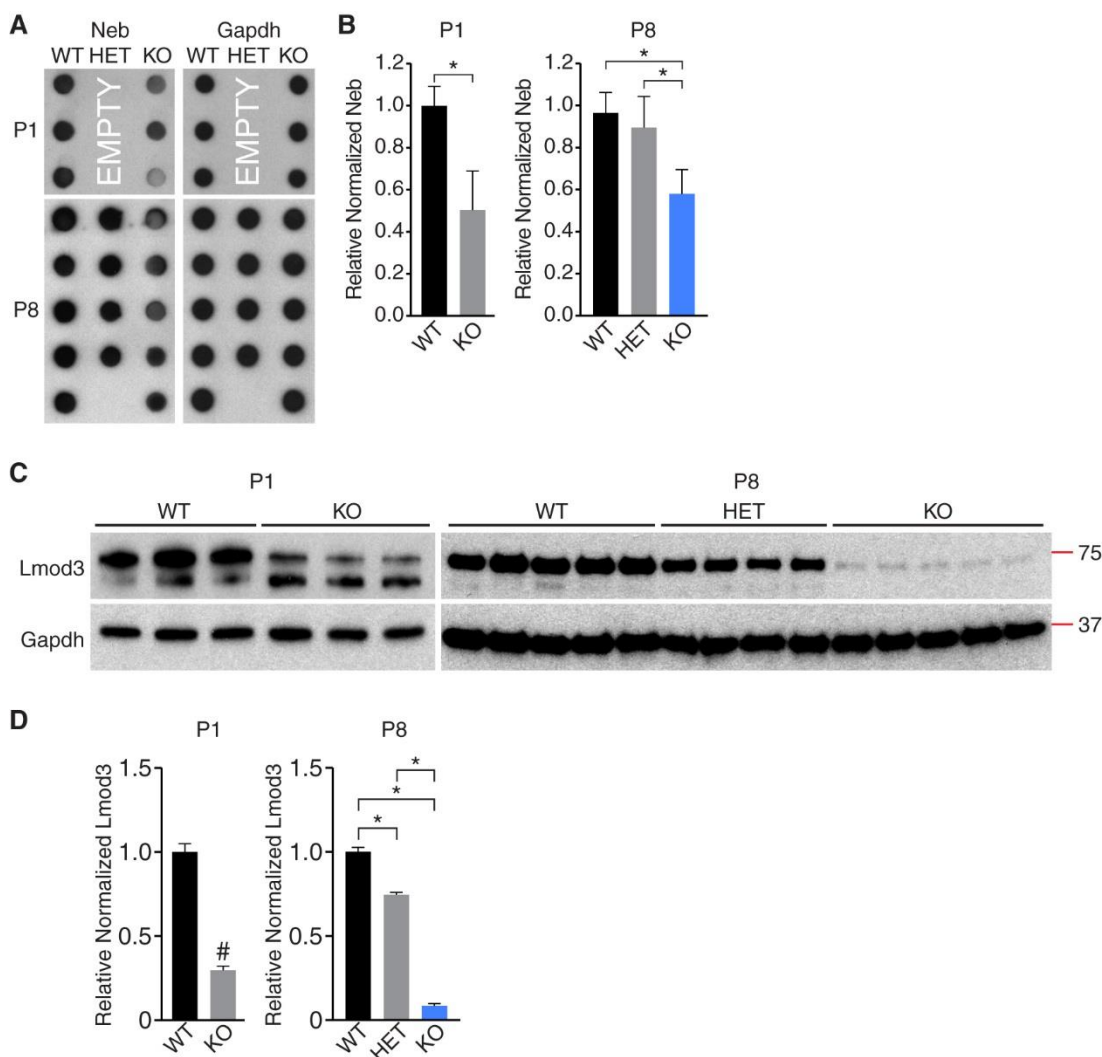 A
Neb Gapdh
WT HET KO WT HET KO
P1
EMPTY EMPTY
P8
B
P1 P8
Relative Normalized Neb
1.2
1.0
0.8
0.6
0.4
0.2
0.0
*
WT KO
Relative Normalized Neb
1.2
1.0
0.8
0.6
0.4
0.2
0.0
*
*
WT HET KO
C
P1 P8
WT KO WT HET KO
Lmod3 75
Gapdh 37
D
P1 P8
Relative Normalized Lmod3
1.5
1.0
0.5
0
#
WT KO
Relative Normalized Lmod3
1.5
1.0
0.5
0
*
*
*
WT HET KO